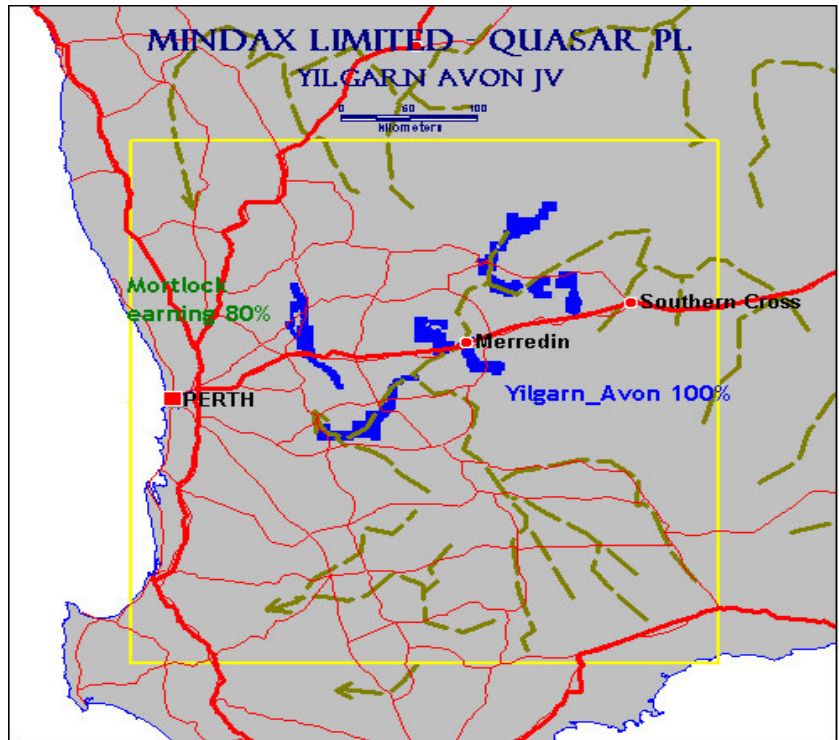 MINDAX LIMITED - QUASAR PL
YILGARN AVON JV
0 60 100
kilometers
Mortlock
earning 80%
Southern Cross
Merredin
Yilgarn_Avon 100%
PERTH